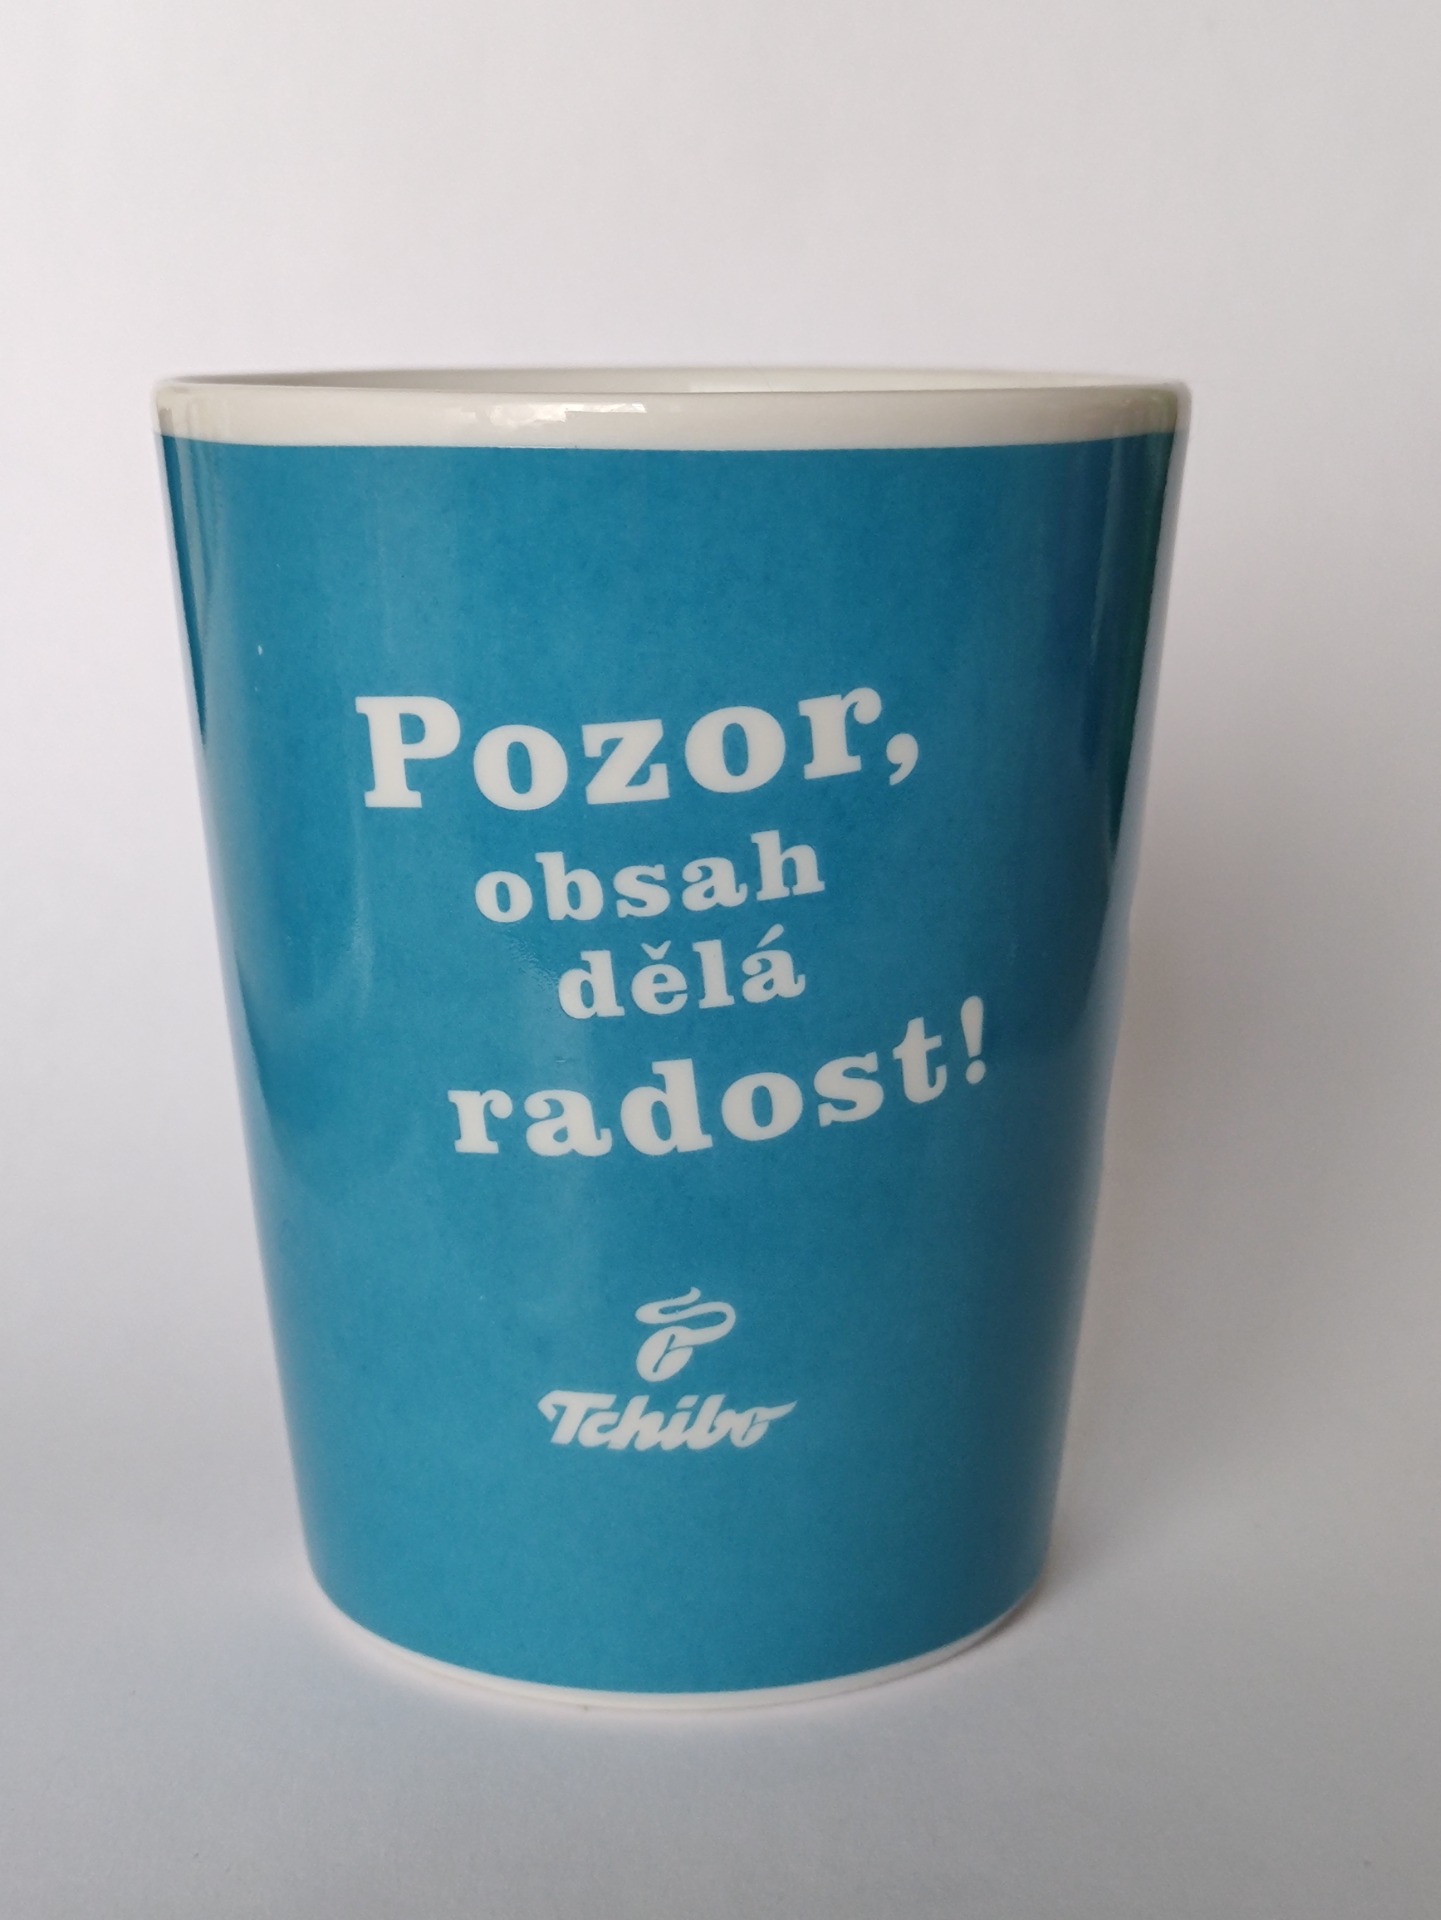 Pozor,
obsah
dělá
radost!
Tchibo